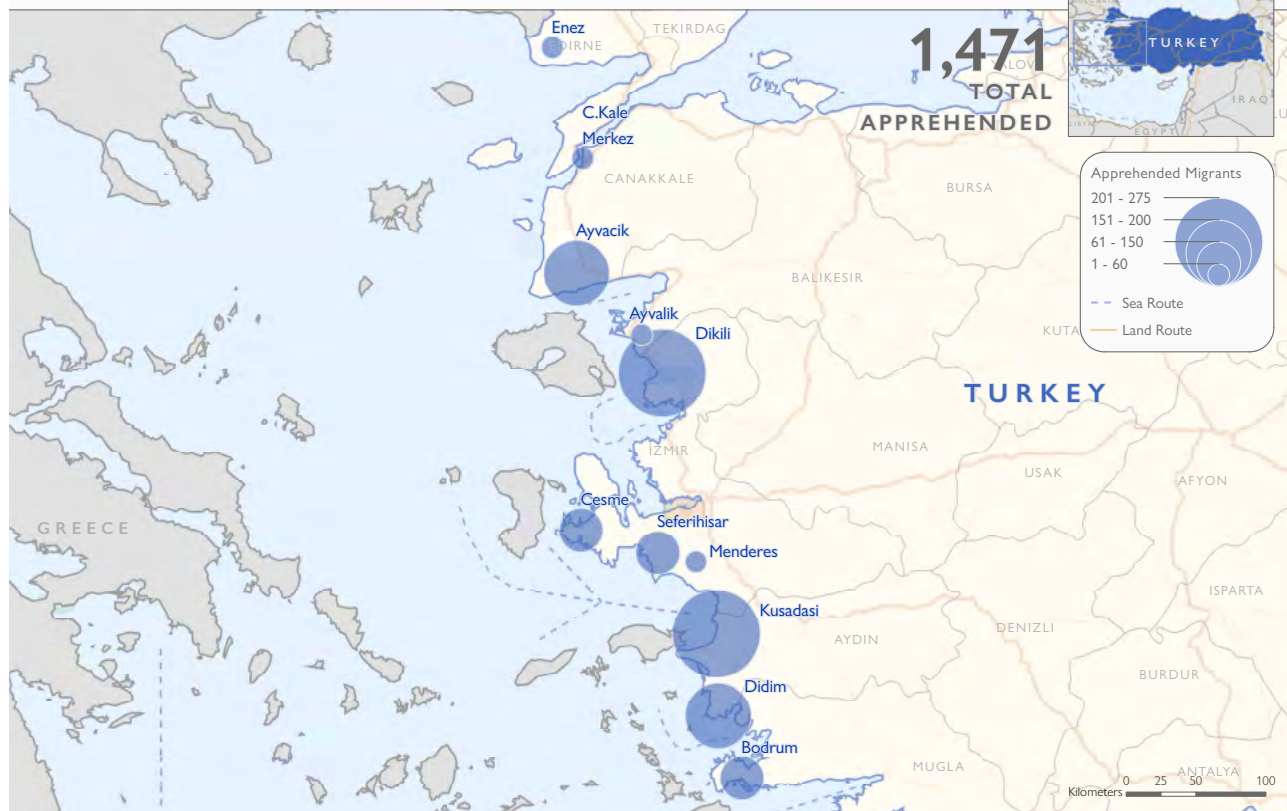 Enez
EDIRNE
TEKIRDAG
1,471
TOTAL
APPREHENDED
YALOV
TURKEY
IRAQ
EGYPT
C.Kale
Merkez
CANAKKALE
BURSA
Apprehended Migrants
201 - 275
151 - 200
61 - 150
1 - 60
Sea Route
Land Route
Ayvacik
BALIKESIR
Ayvalik
Dikili
KUTA
TURKEY
MANISA
İZMIR
USAK
AFYON
Cesme
Seferihisar
Menderes
GREECE
ISPARTA
Kusadasi
AYDIN
DENIZLI
BURDUR
Didim
Bodrum
MUGLA
ANTALYA
Kilometers 0 25 50 100